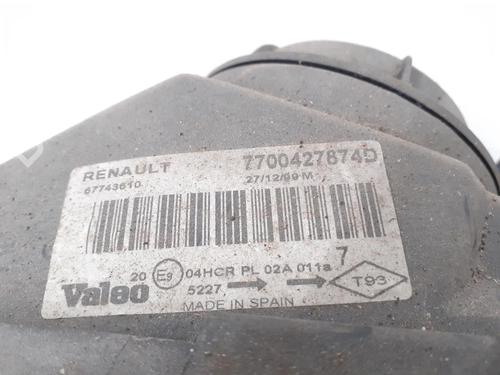 RENAULT 7700427874D
67743610 27/12/99 M
20 E9 04HCR PL 02A 011a 7
5227
Valeo T93
MADE IN SPAIN